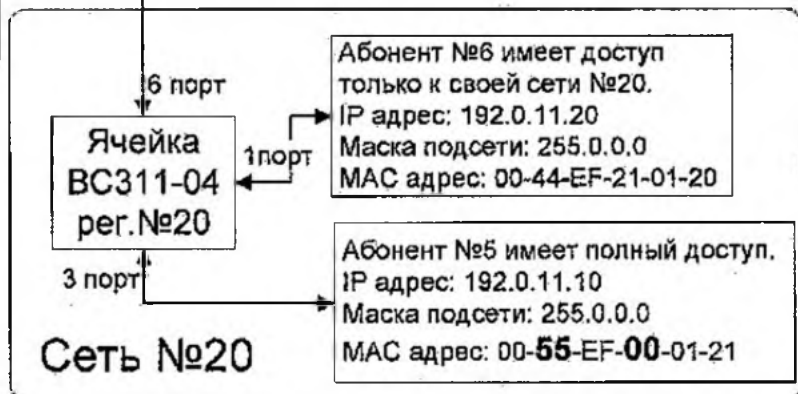 6 порт
Ячейка
ВС311-04
рег.№20
1порт
3 порт
Абонент №6 имеет доступ
только к своей сети №20.
IP адрес: 192.0.11.20
Маска подсети: 255.0.0.0
MAC адрес: 00-44-EF-21-01-20
Абонент №5 имеет полный доступ.
IP адрес: 192.0.11.10
Маска подсети: 255.0.0.0
MAC адрес: 00-55-EF-00-01-21
Сеть №20